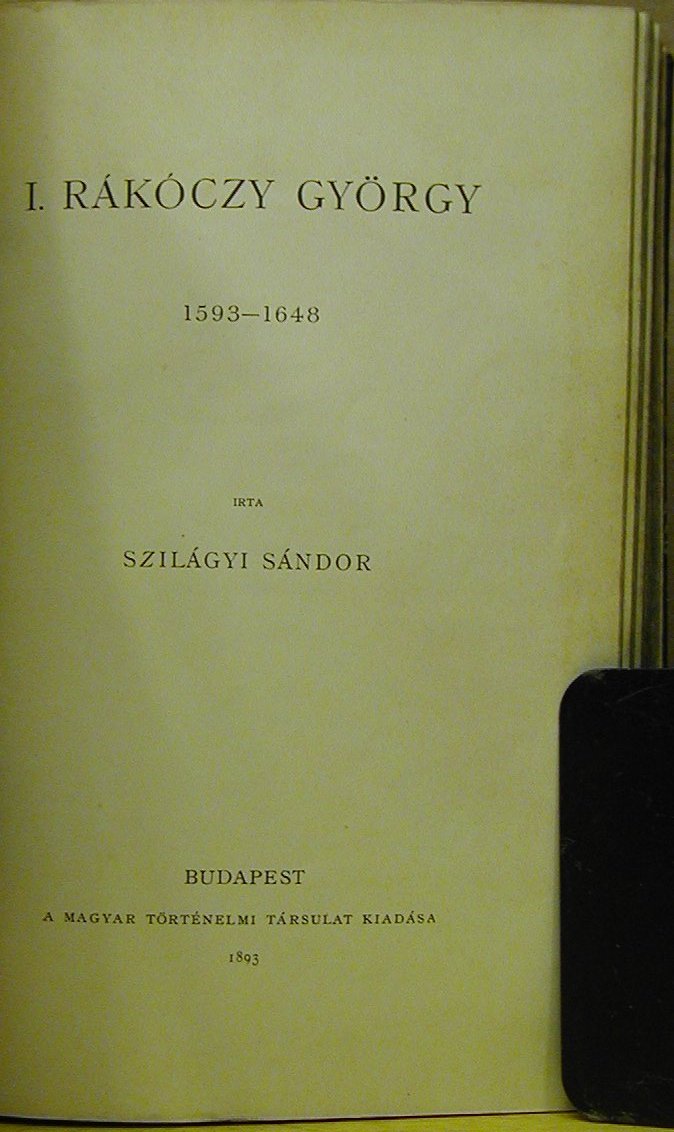 I. RÁKÓCZY GYÖRGY
1593—1648
IRTA
SZILÁGYI SÁNDOR
BUDAPEST
A MAGYAR TÖRTÉNELMI TÁRSULAT KIADÁSA
1893